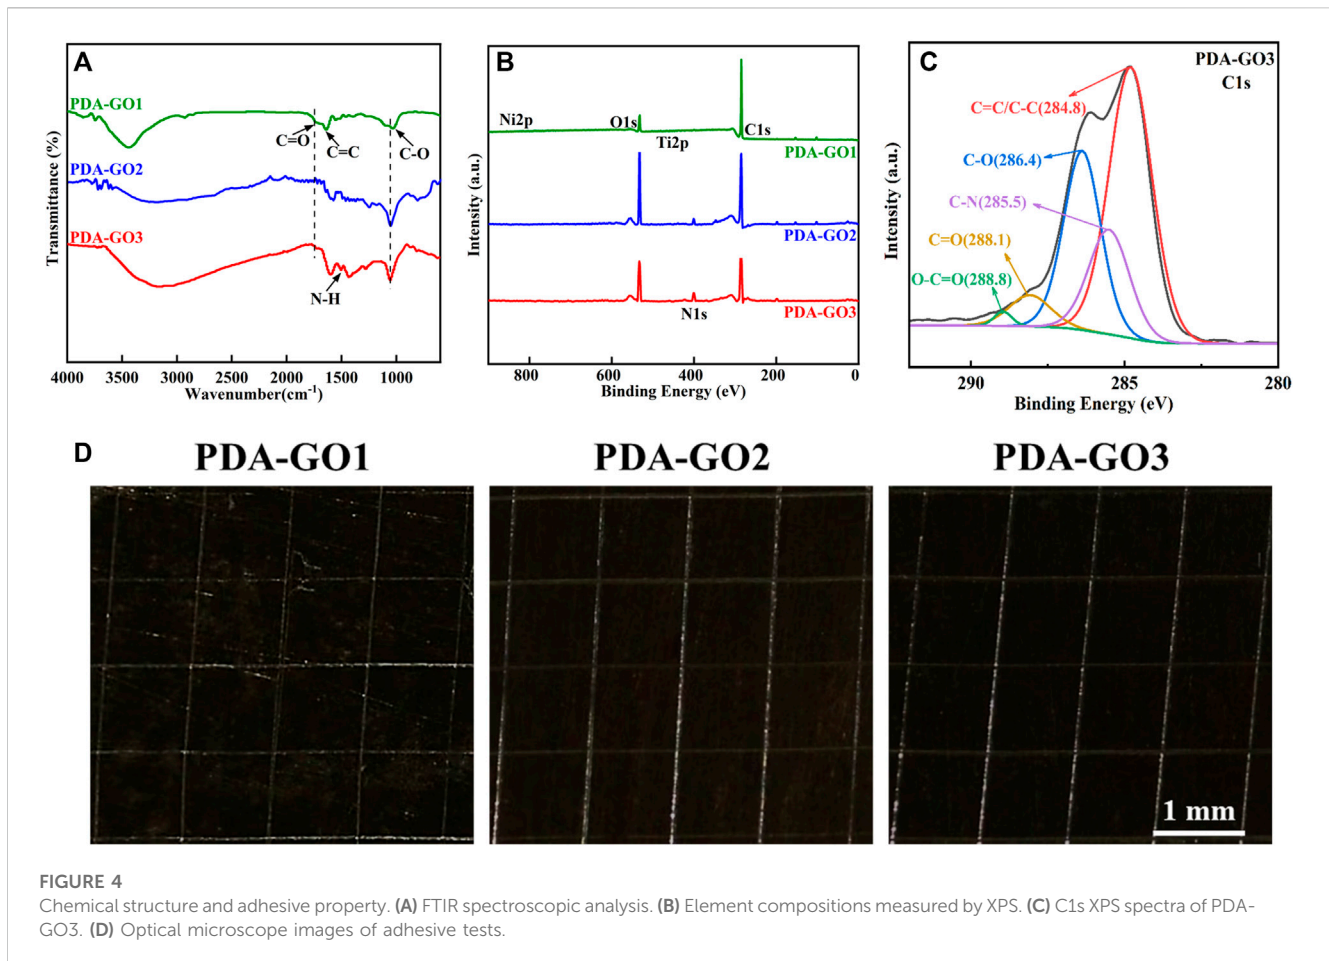 A
PDA-GO1
C=O
C=C
C-O
PDA-GO2
PDA-GO3
N-H
Transmittance (%)
4000 3500 3000 2500 2000 1500 1000
Wavenumber(cm-1)
B
Ni2p
O1s
Ti2p
C1s
PDA-GO1
PDA-GO2
N1s
PDA-GO3
Intensity (a.u.)
800 600 400 200 0
Binding Energy (eV)
C
PDA-GO3
C1s
C=C/C-C(284.8)
C-O(286.4)
C-N(285.5)
C=O(288.1)
O-C=O(288.8)
Intensity (a.u.)
290 285 280
Binding Energy (eV)
D
PDA-GO1 PDA-GO2 PDA-GO3
1 mm
FIGURE 4
Chemical structure and adhesive property. (A) FTIR spectroscopic analysis. (B) Element compositions measured by XPS. (C) C1s XPS spectra of PDA-
GO3. (D) Optical microscope images of adhesive tests.